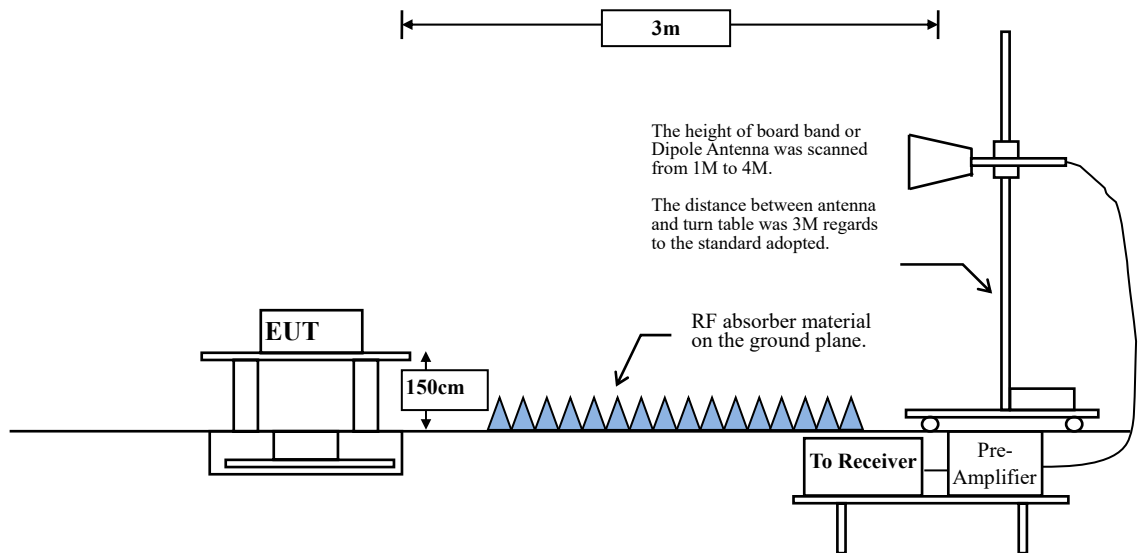 3m
The height of board band or
Dipole Antenna was scanned
from 1M to 4M.
The distance between antenna
and turn table was 3M regards
to the standard adopted.
EUT
RF absorber material
on the ground plane.
150cm
To Receiver
Pre-
Amplifier